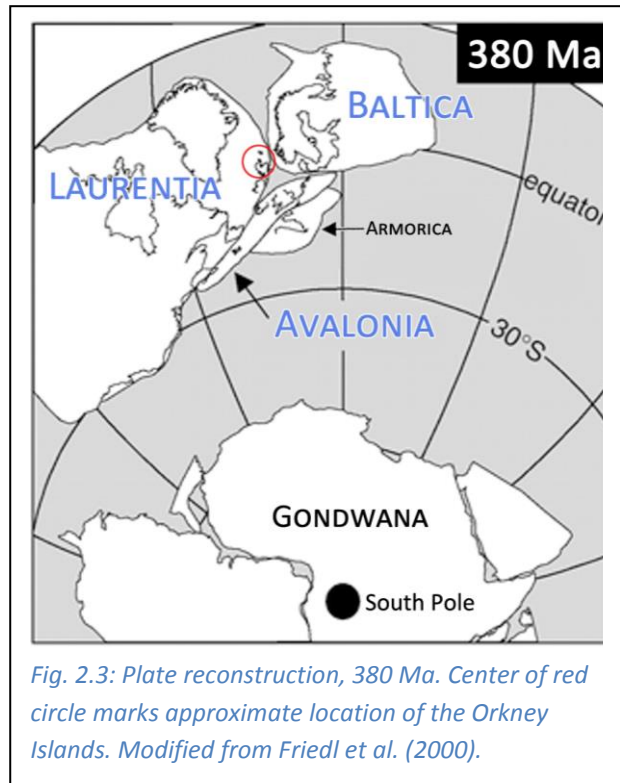 380 Ma
BALTICA
LAURENTIA
equator
ARMORICA
AVALONIA
30°S
GONDWANA
South Pole
Fig. 2.3: Plate reconstruction, 380 Ma. Center of red
circle marks approximate location of the Orkney
Islands. Modified from Friedl et al. (2000).